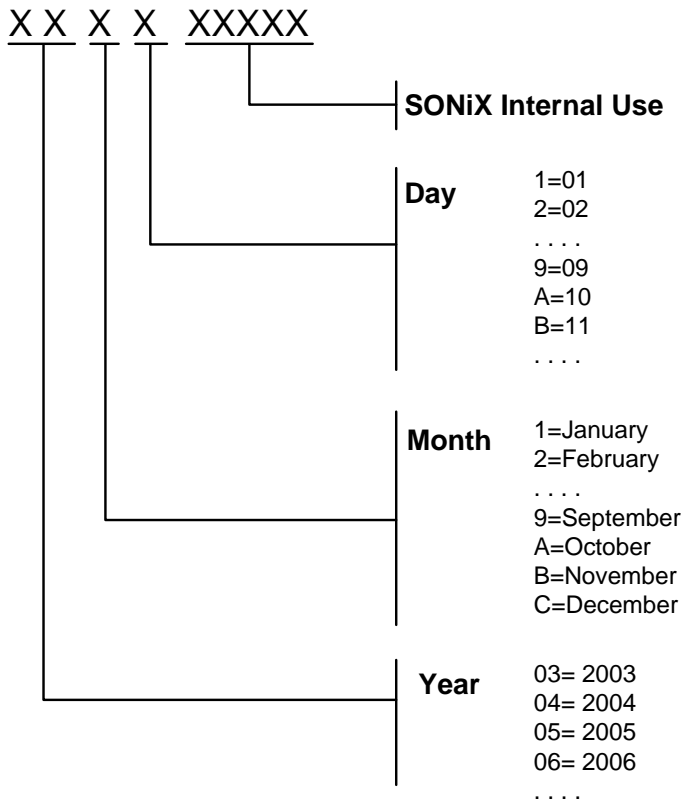 X X X X XXXXX
SONiX Internal Use
Day
1=01
2=02
. . . .
9=09
A=10
B=11
. . . .
Month
1=January
2=February
. . . .
9=September
A=October
B=November
C=December
Year
03= 2003
04= 2004
05= 2005
06= 2006
. . . .